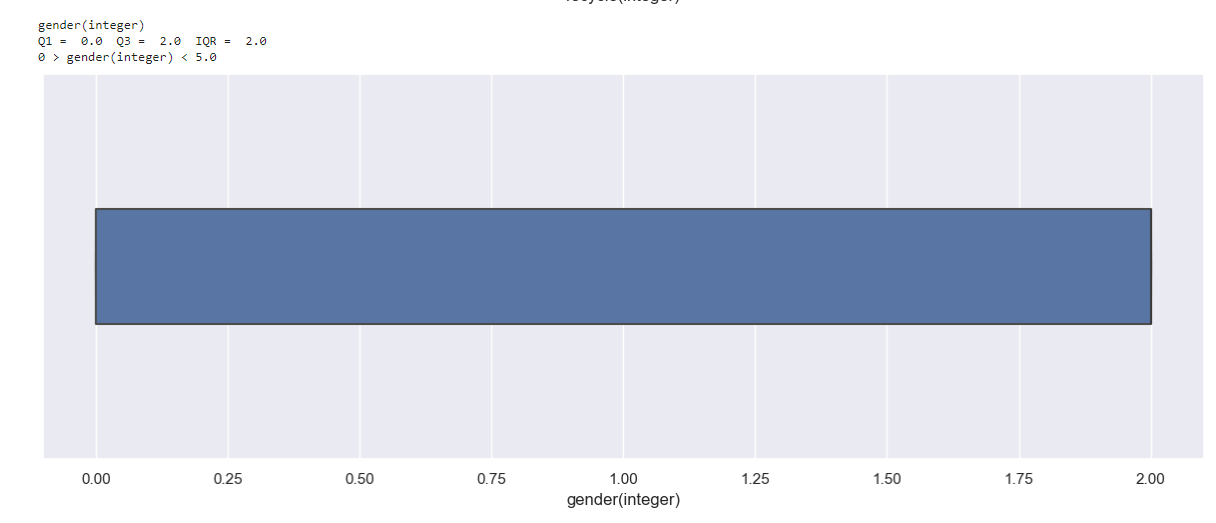 gender(integer)
Q1 =  0.0  Q3 =  2.0  IQR =  2.0
0 > gender(integer) < 5.0
0.00 0.25 0.50 0.75 1.00 1.25 1.50 1.75 2.00
gender(integer)